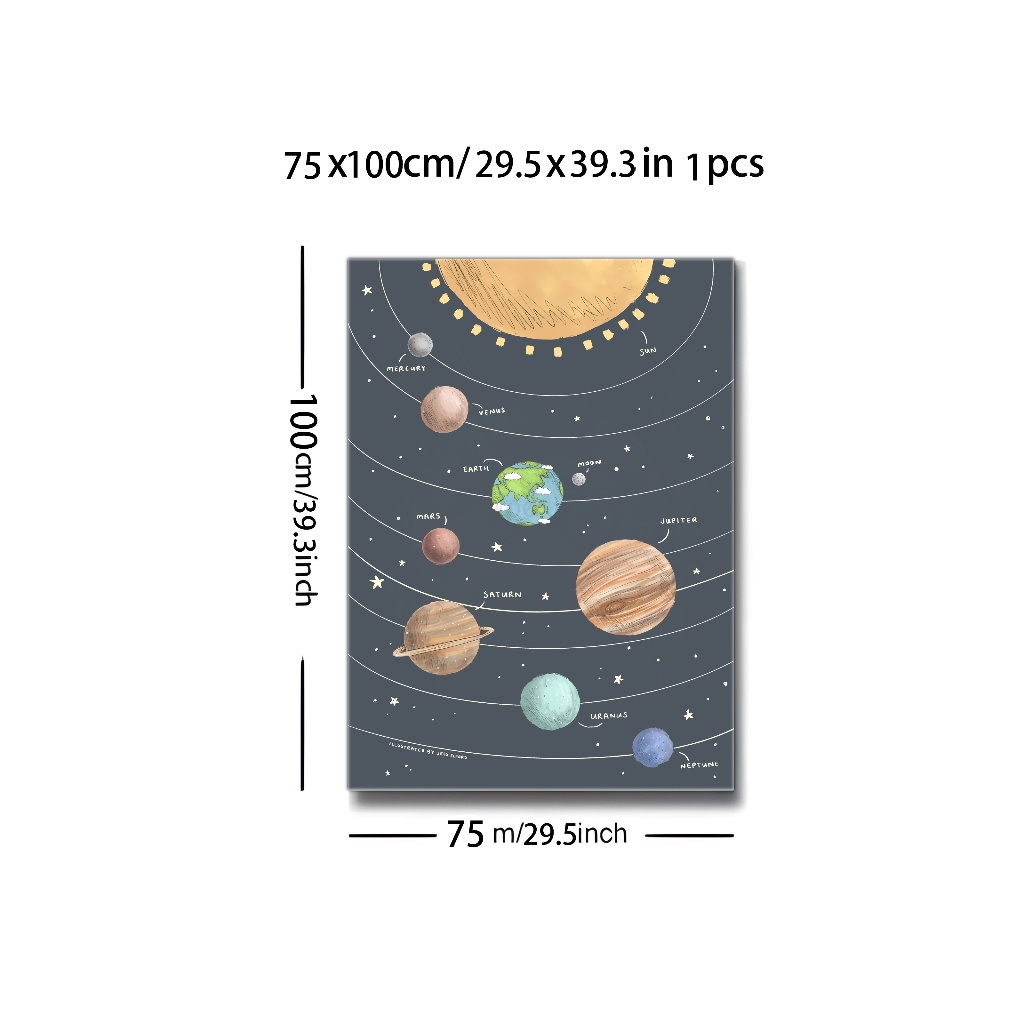 75x100cm/29.5x39.3in 1pcs
100cm/39.3inch
SUN
MERCURY
VENUS
EARTH
MOON
MARS
JUPITER
SATURN
URANUS
ILLUSTRATED BY
NEPTUNE
75 m/29.5inch